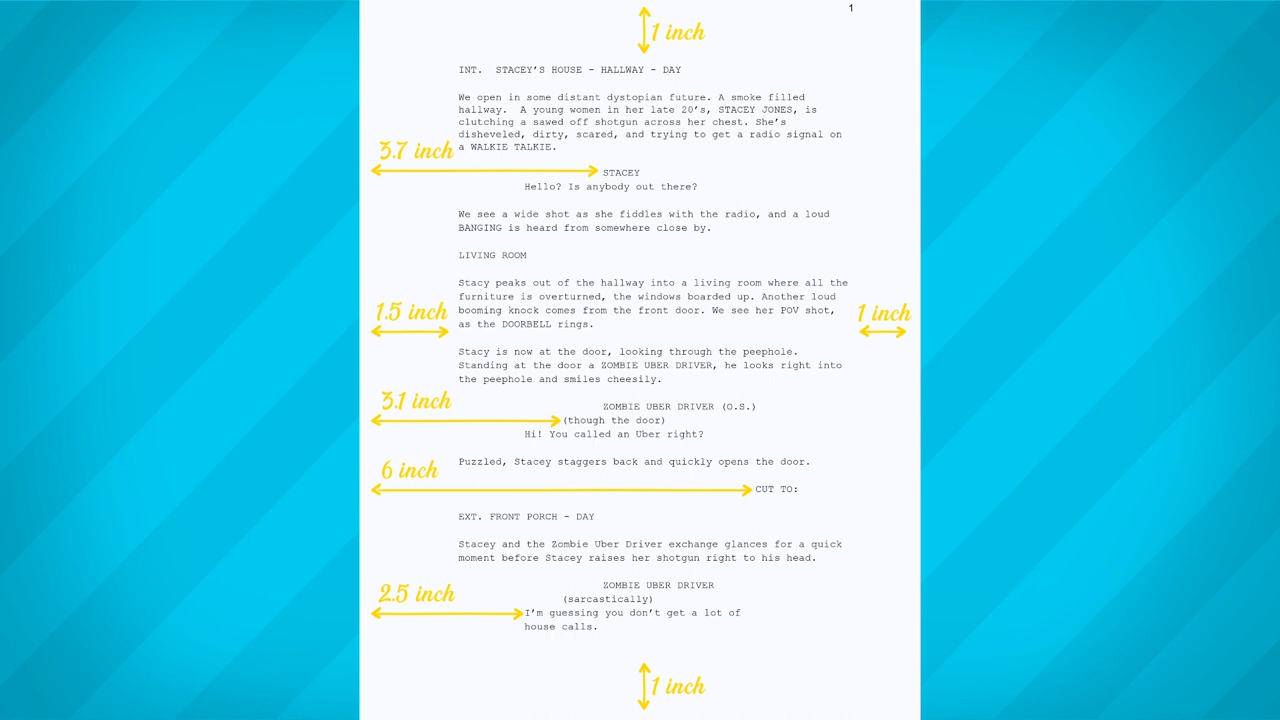 1
1 inch
INT.  STACEY'S HOUSE - HALLWAY - DAY
We open in some distant dystopian future. A smoke filled
hallway.  A young women in her late 20's, STACEY JONES, is
clutching a sawed off shotgun across her chest. She's
disheveled, dirty, scared, and trying to get a radio signal on
a WALKIE TALKIE.
3.7 inch
STACEY
Hello? Is anybody out there?
We see a wide shot as she fiddles with the radio, and a loud
BANGING is heard from somewhere close by.
LIVING ROOM
Stacy peaks out of the hallway into a living room where all the
furniture is overturned, the windows boarded up. Another loud
booming knock comes from the front door. We see her POV shot,
as the DOORBELL rings.
1.5 inch
1 inch
Stacy is now at the door, looking through the peephole.
Standing at the door a ZOMBIE UBER DRIVER, he looks right into
the peephole and smiles cheesily.
3.1 inch
ZOMBIE UBER DRIVER (O.S.)
(though the door)
Hi! You called an Uber right?
Puzzled, Stacey staggers back and quickly opens the door.
6 inch
CUT TO:
EXT. FRONT PORCH - DAY
Stacey and the Zombie Uber Driver exchange glances for a quick
moment before Stacey raises her shotgun right to his head.
ZOMBIE UBER DRIVER
(sarcastically)
2.5 inch
I'm guessing you don't get a lot of
house calls.
1 inch